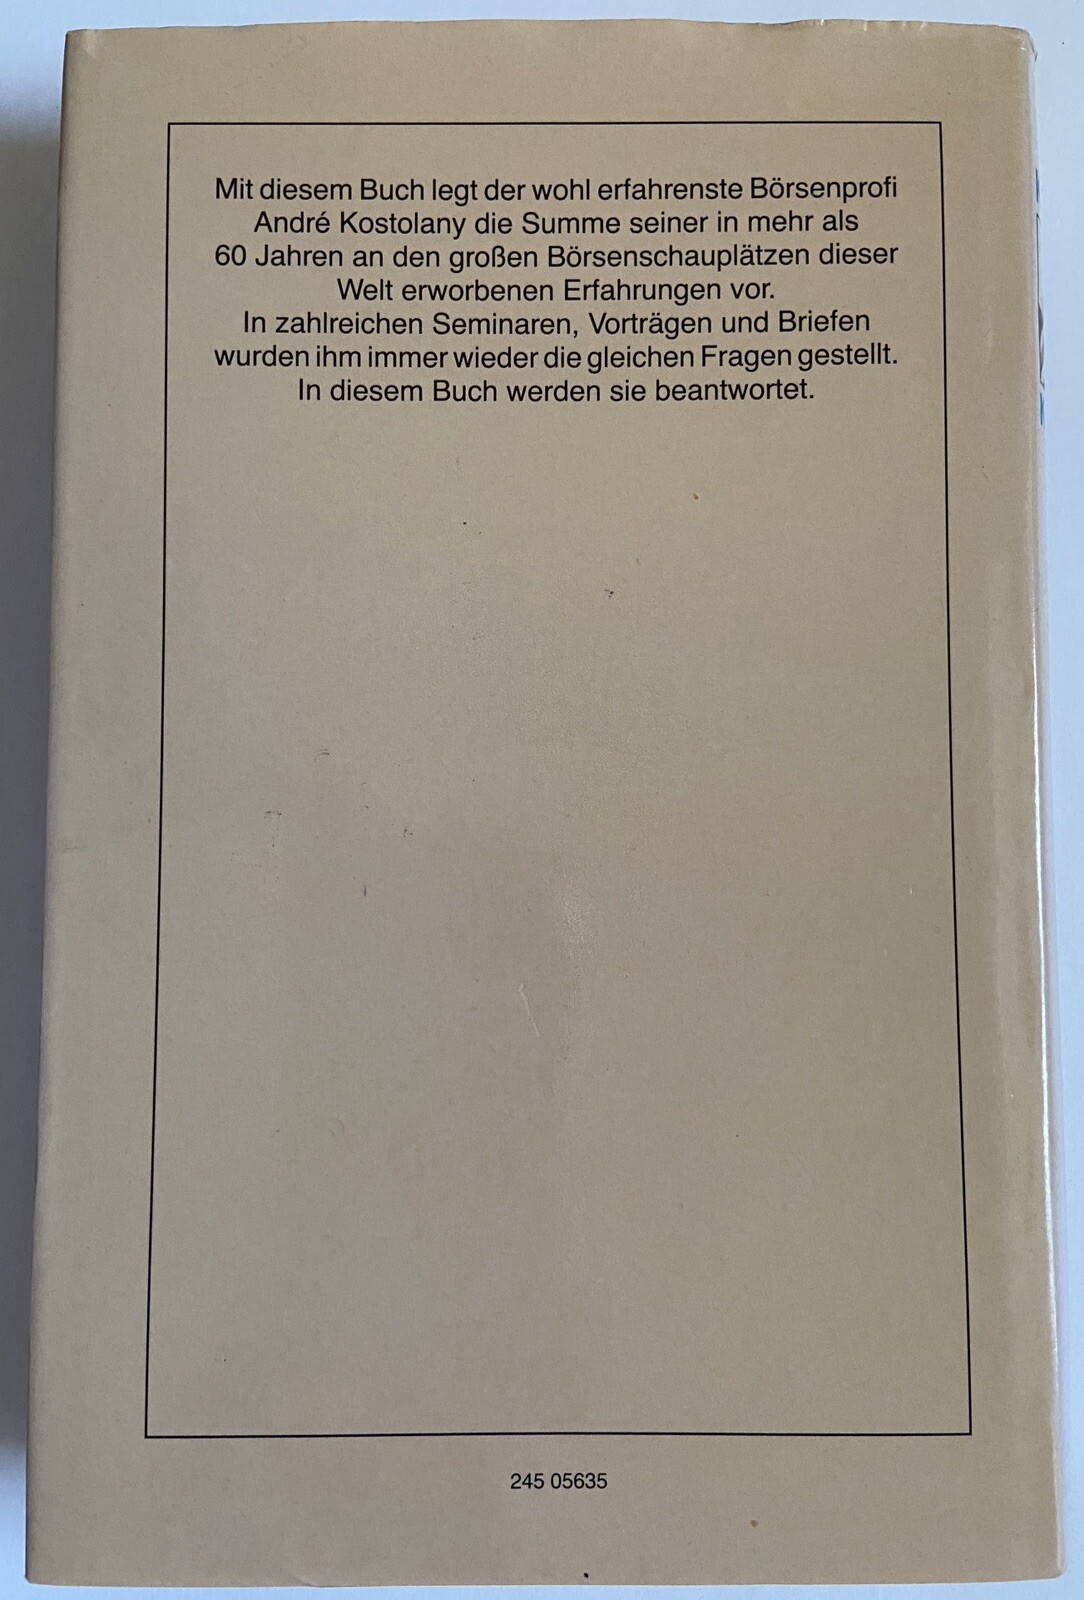 Mit diesem Buch legt der wohl erfahrenste Börsenprofi
André Kostolany die Summe seiner in mehr als
60 Jahren an den großen Börsenschauplätzen dieser
Welt erworbenen Erfahrungen vor.
In zahlreichen Seminaren, Vorträgen und Briefen
wurden ihm immer wieder die gleichen Fragen gestellt.
In diesem Buch werden sie beantwortet.
245 05635